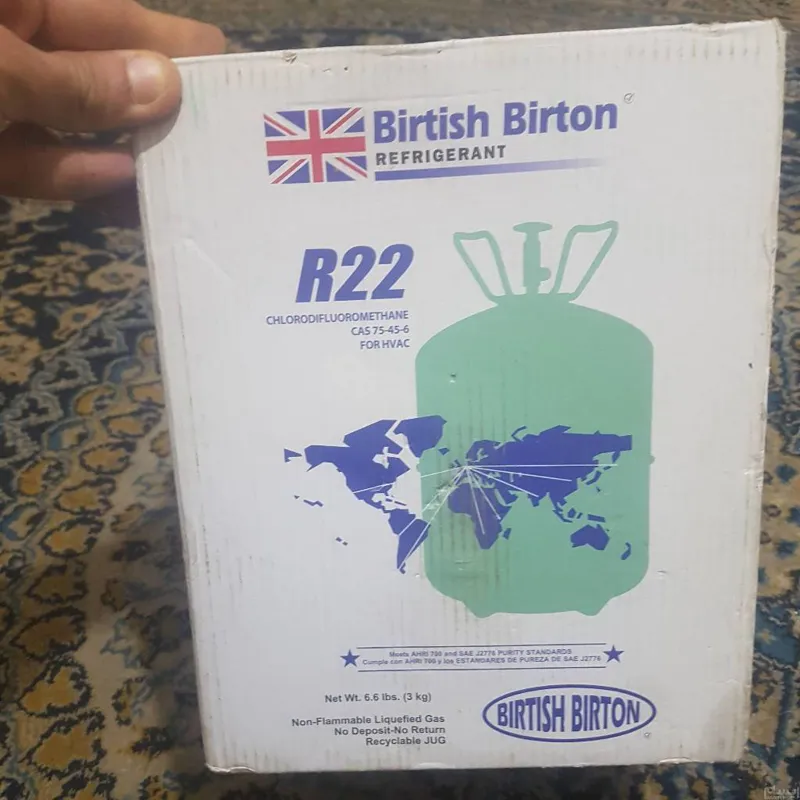 Birtish Birton
REFRIGERANT
R22
CHLORODIFLUOROMETHANE
CAS 75-45-6
FOR HVAC
Meets AHRI 700 and SAE J2776 PURITY STANDARDS
Cumple con AHRI 700 y los ESTANDARES DE PUREZA DE SAE J2776
Net Wt. 6.6 lbs. (3 kg)
Non-Flammable Liquefied Gas
No Deposit-No Return
Recyclable JUG
BIRTISH BIRTON